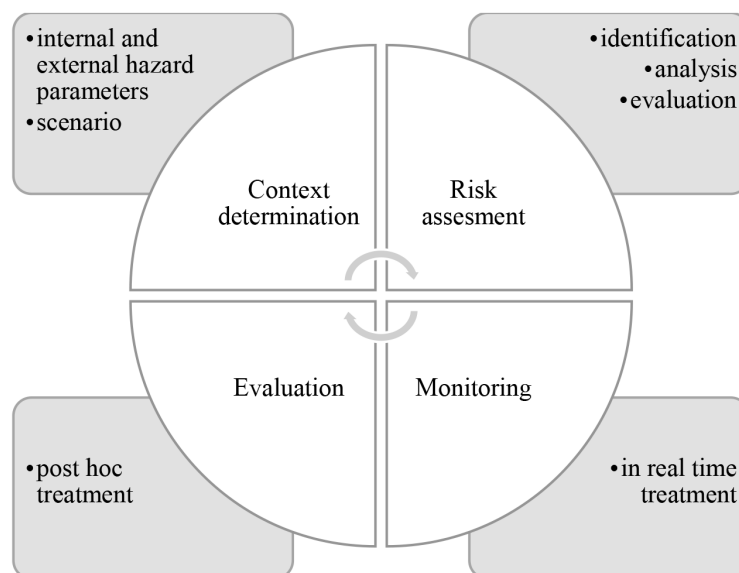 •internal and
external hazard
parameters
•scenario
•identification
•analysis
•evaluation
Context
determination
Risk
assesment
Evaluation
Monitoring
•post hoc
treatment
•in real time
treatment